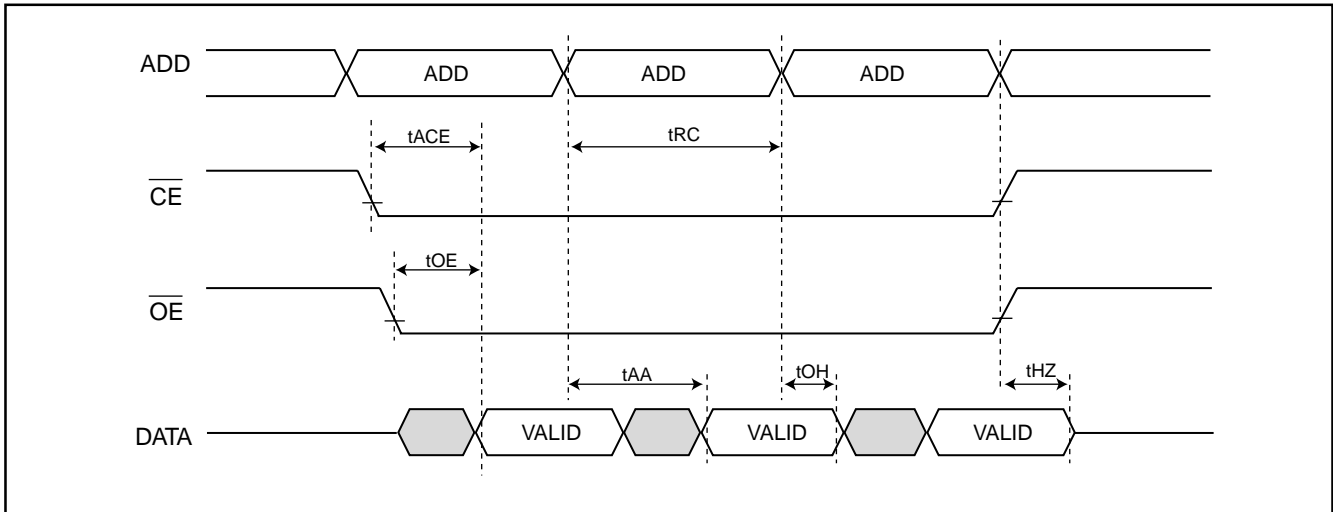 ADD ADD ADD ADD
tACE tRC
CE
tOE
OE
tAA tOH tHZ
DATA VALID VALID VALID